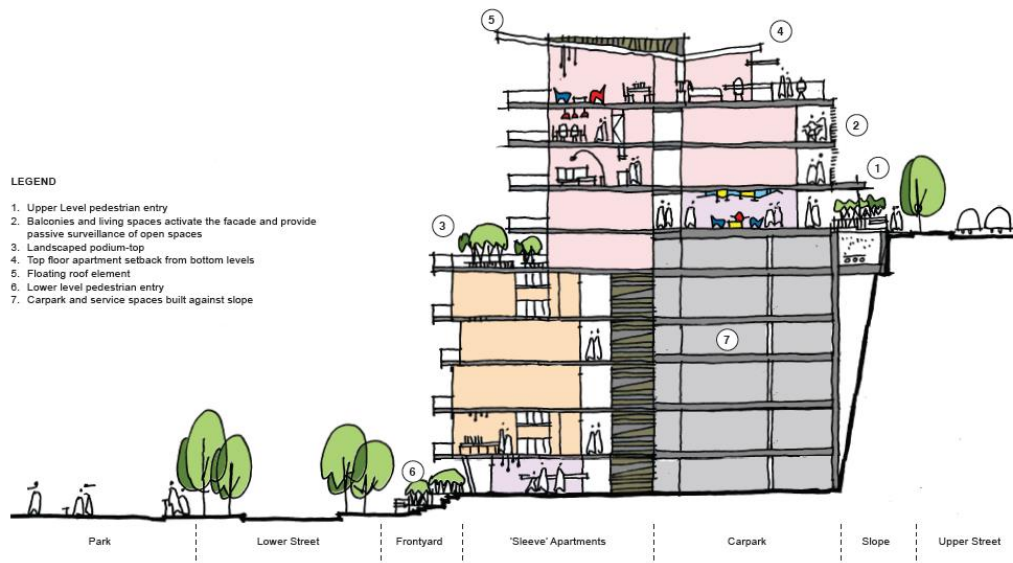 5
4
2
1
3
7
6
LEGEND
1. Upper Level pedestrian entry
2. Balconies and living spaces activate the facade and provide
passive surveillance of open spaces
3. Landscaped podium-top
4. Top floor apartment setback from bottom levels
5. Floating roof element
6. Lower level pedestrian entry
7. Carpark and service spaces built against slope
Park
Lower Street
Frontyard
'Sleeve' Apartments
Carpark
Slope
Upper Street